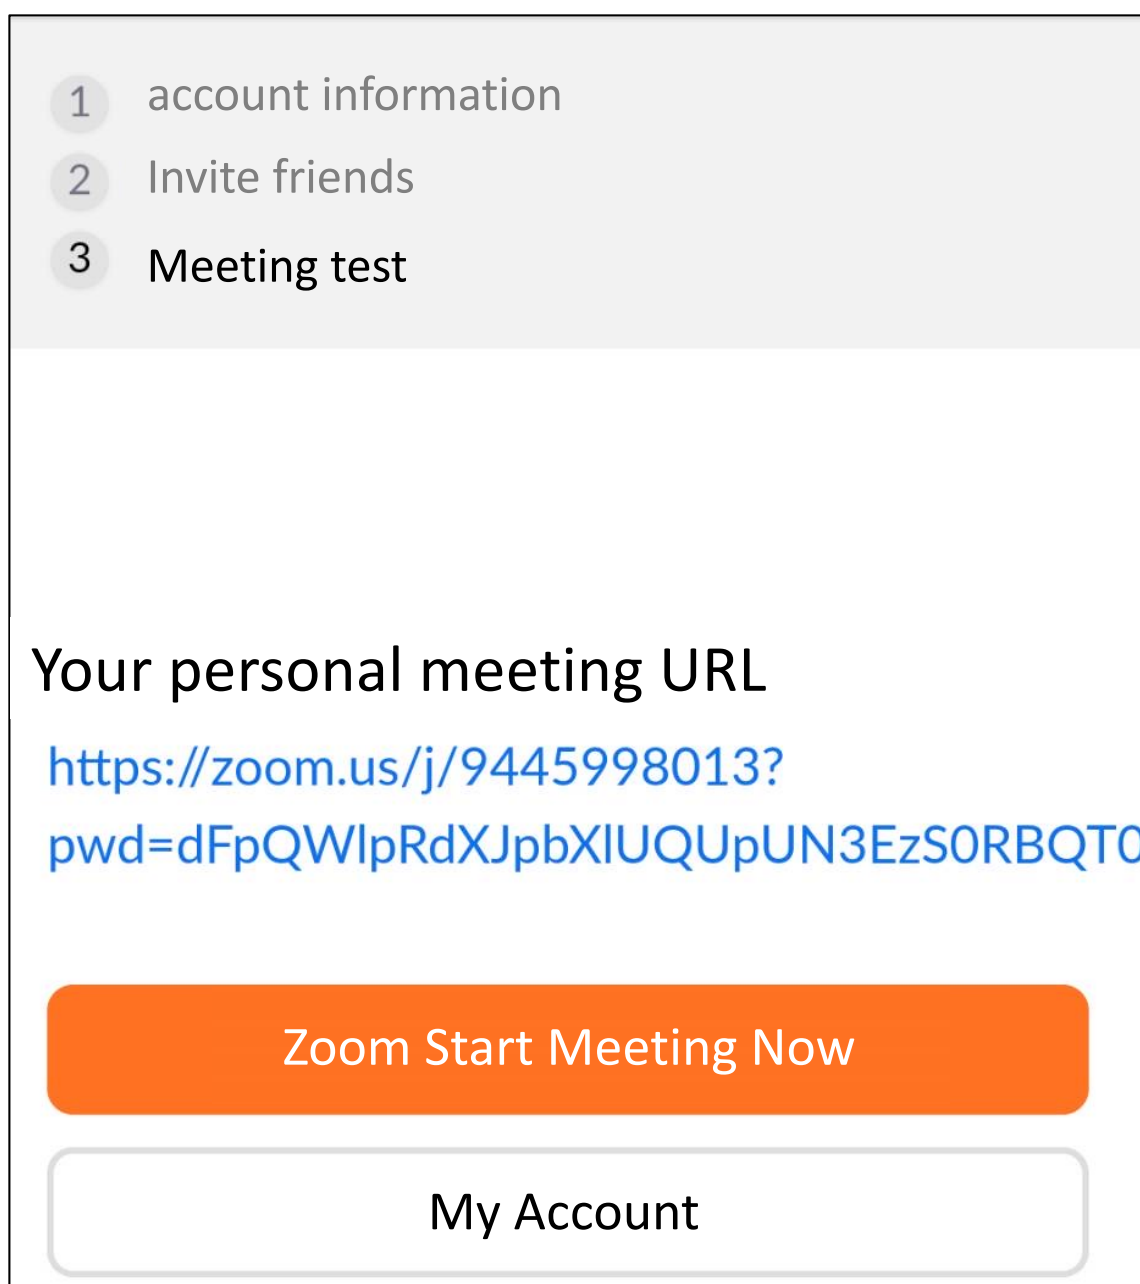 1 account information
2 Invite friends
3 Meeting test
Your personal meeting URL
https://zoom.us/j/9445998013?
pwd=dFpQWlpRdXJpbXlUQUpUN3EzS0RBQT0
Zoom Start Meeting Now
My Account